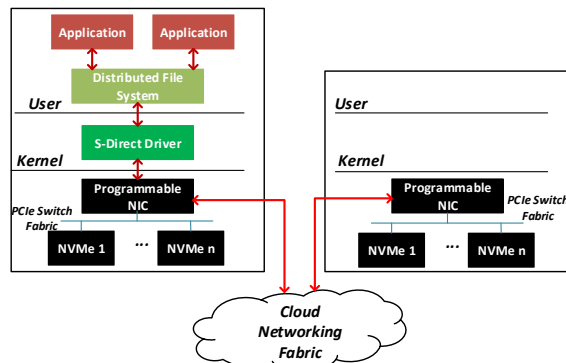 Application
Application
Distributed File
System
User
S-Direct Driver
Kernel
Programmable
NIC
PCIe Switch
Fabric
NVMe 1
...
NVMe n
User
Kernel
Programmable
NIC
PCIe Switch
Fabric
NVMe 1
...
NVMe n
Cloud
Networking
Fabric